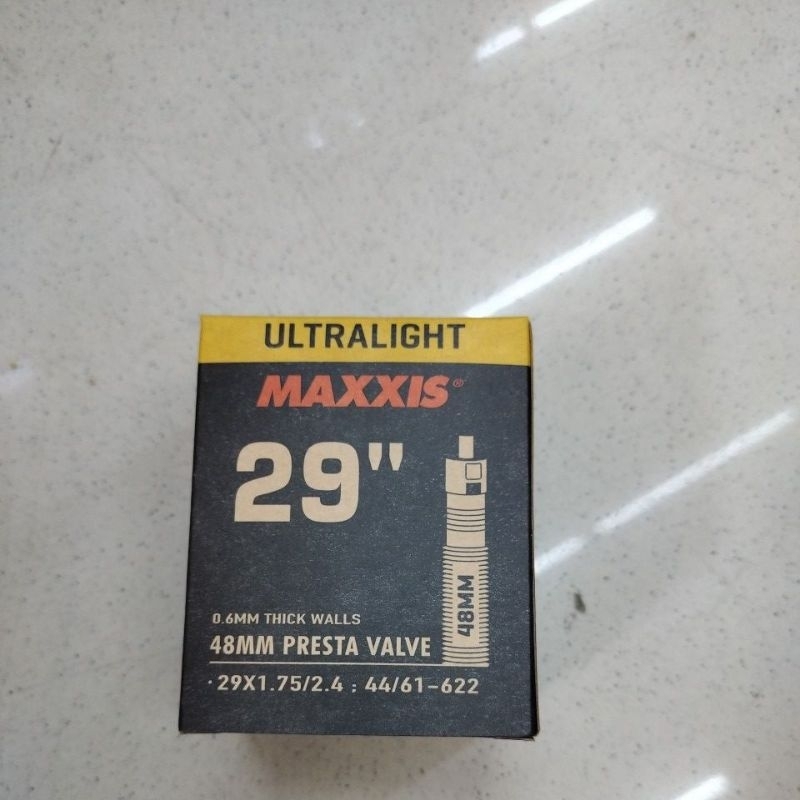 ULTRALIGHT
MAXXIS®
29"
48MM
0.6MM THICK WALLS
48MM PRESTA VALVE
·29X1.75/2.4 ; 44/61-622